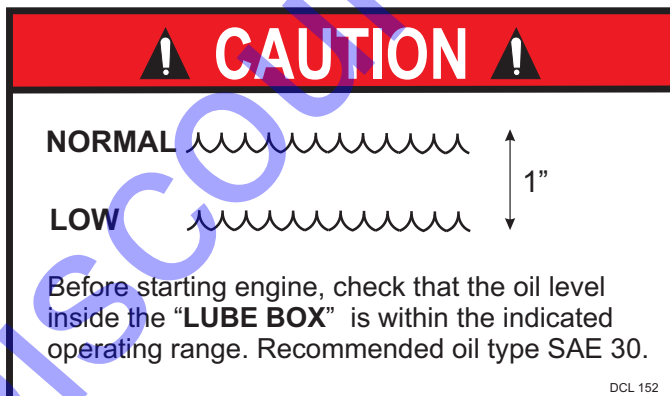 CAUTION
NORMAL
1”
LOW
Before starting engine, check that the oil level
inside the “LUBE BOX” is within the indicated
operating range. Recommended oil type SAE 30.
DCL 152